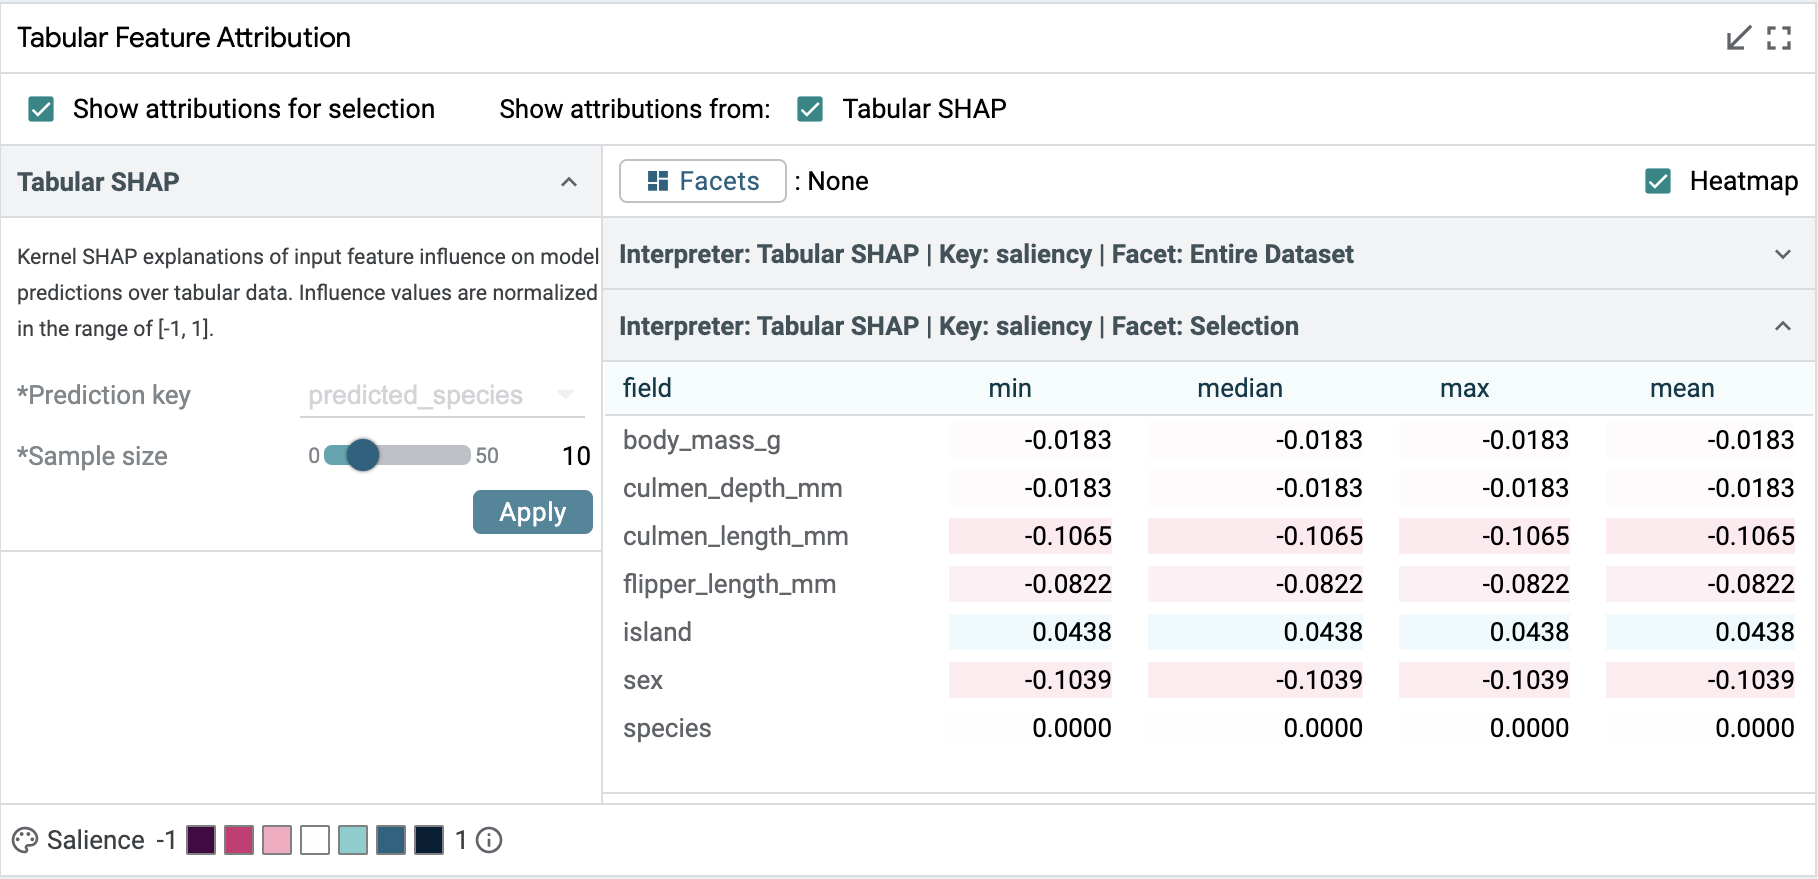 Tabular Feature Attribution
Show attributions for selection Show attributions from: Tabular SHAP
Tabular SHAP
Kernel SHAP explanations of input feature influence on model
predictions over tabular data. Influence values are normalized
in the range of [-1, 1].
*Prediction key predicted_species
*Sample size 0 50 10
Apply
Facets : None Heatmap
Interpreter: Tabular SHAP | Key: saliency | Facet: Entire Dataset
Interpreter: Tabular SHAP | Key: saliency | Facet: Selection
field min median max mean
body_mass_g -0.0183 -0.0183 -0.0183 -0.0183
culmen_depth_mm -0.0183 -0.0183 -0.0183 -0.0183
culmen_length_mm -0.1065 -0.1065 -0.1065 -0.1065
flipper_length_mm -0.0822 -0.0822 -0.0822 -0.0822
island 0.0438 0.0438 0.0438 0.0438
sex -0.1039 -0.1039 -0.1039 -0.1039
species 0.0000 0.0000 0.0000 0.0000
Salience -1 1